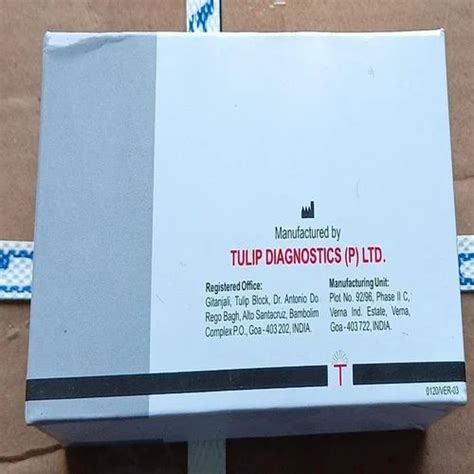 Manufactured by
TULIP DIAGNOSTICS (P) LTD.
Registered Office:
Gitanjali, Tulip Block, Dr. Antonio Do
Rego Bagh, Alto Santacruz, Bambolim
Complex P.O., Goa - 403 202, INDIA.
Manufacturing Unit:
Plot No. 92/96, Phase II C,
Verna Ind. Estate, Verna,
Goa - 403 722, INDIA.
T
0120/VER-03